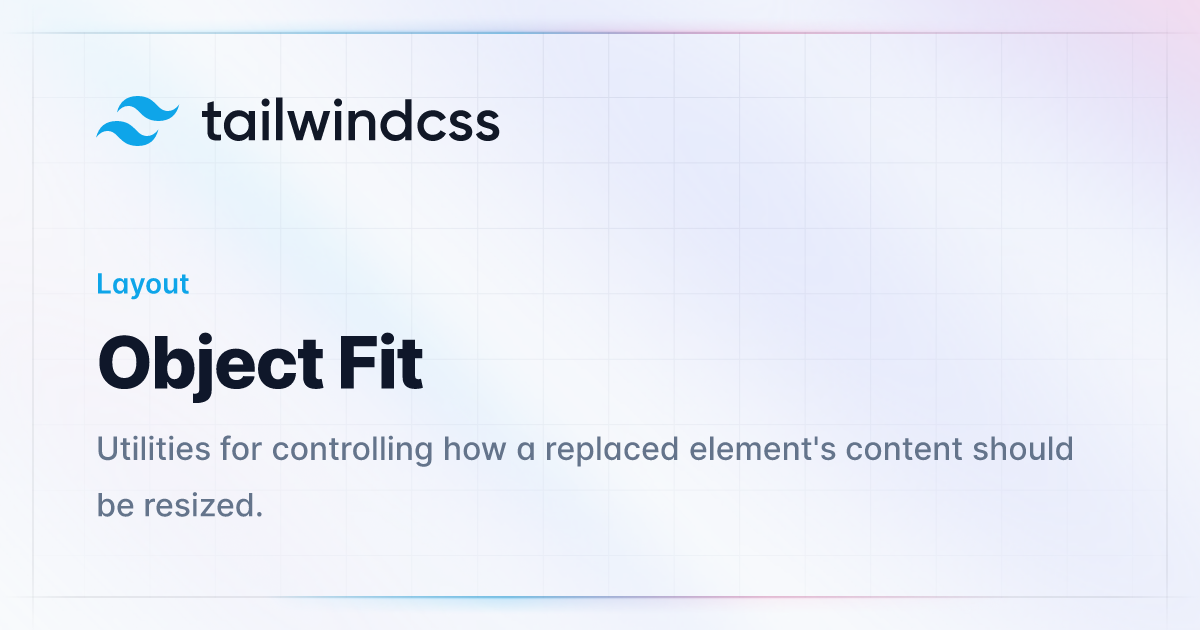 tailwindcss
Layout
Object Fit
Utilities for controlling how a replaced element's content should
be resized.